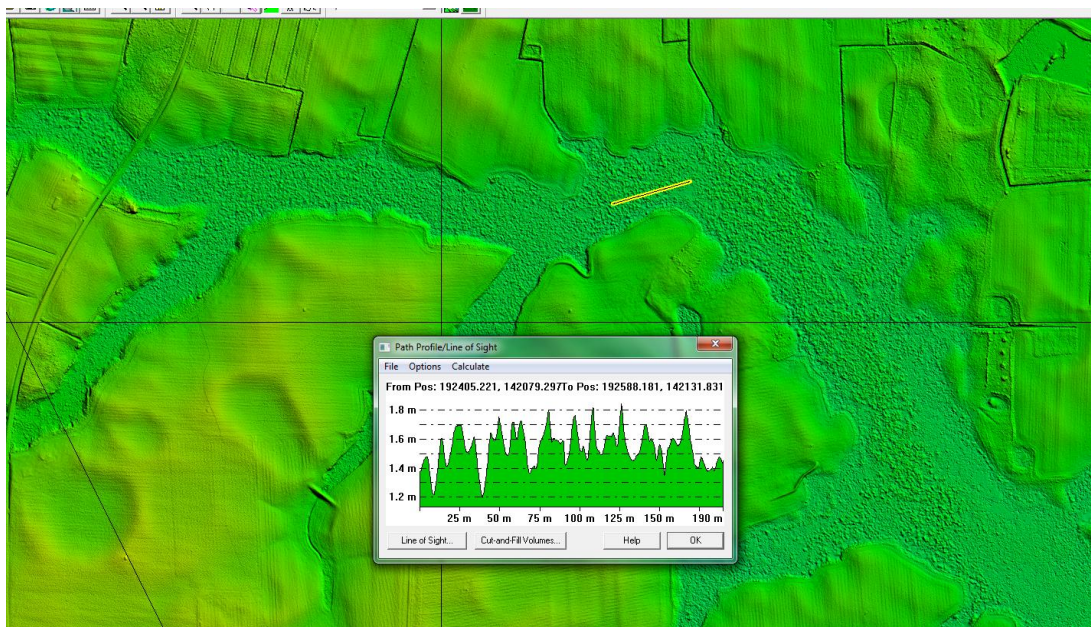 Path Profile/Line of Sight
File Options Calculate
From Pos: 192405.221, 142079.297To Pos: 192588.181, 142131.831
1.8 m
1.6 m
1.4 m
1.2 m
25 m 50 m 75 m 100 m 125 m 150 m 190 m
Line of Sight... Cut-and-Fill Volumes... Help OK